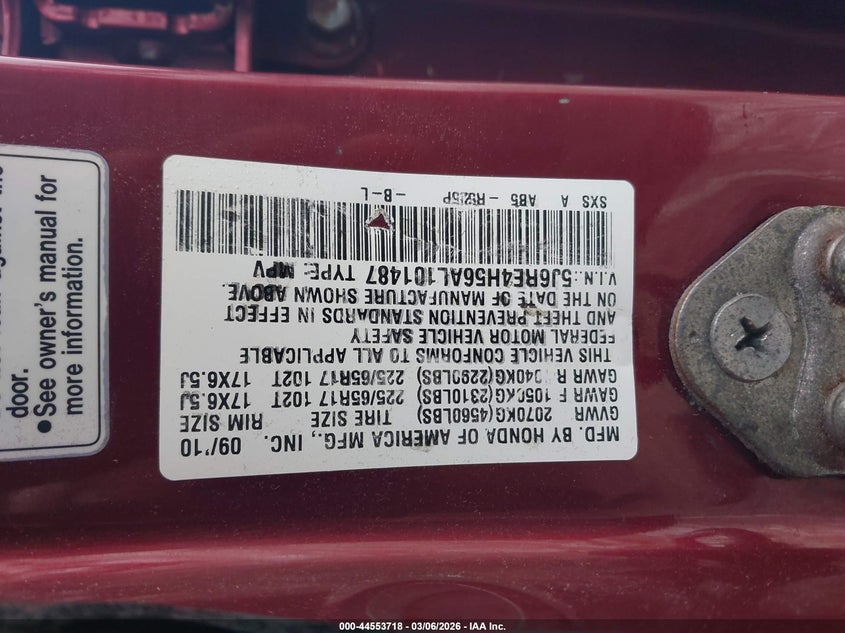 MFD. BY HONDA OF AMERICA MFG., INC. 09/'10
GVWR 2070KG(4560LBS) TIRE SIZE RIM SIZE
GAWR F 1050KG(2310LBS) 225/65R17 102T 17X6.5J
GAWR R 1040KG(2290LBS) 225/65R17 102T 17X6.5J
THIS VEHICLE CONFORMS TO ALL APPLICABLE
FEDERAL MOTOR VEHICLE SAFETY
AND THEFT PREVENTION STANDARDS IN EFFECT
ON THE DATE OF MANUFACTURE SHOWN ABOVE.
V.I.N.: 5J6RE4H56AL101487 TYPE: MPV
SXS A AB5 -R525P -B-L
door.
● See owner's manual for
more information.
000-44553718 — 03/06/2026 - IAA Inc.